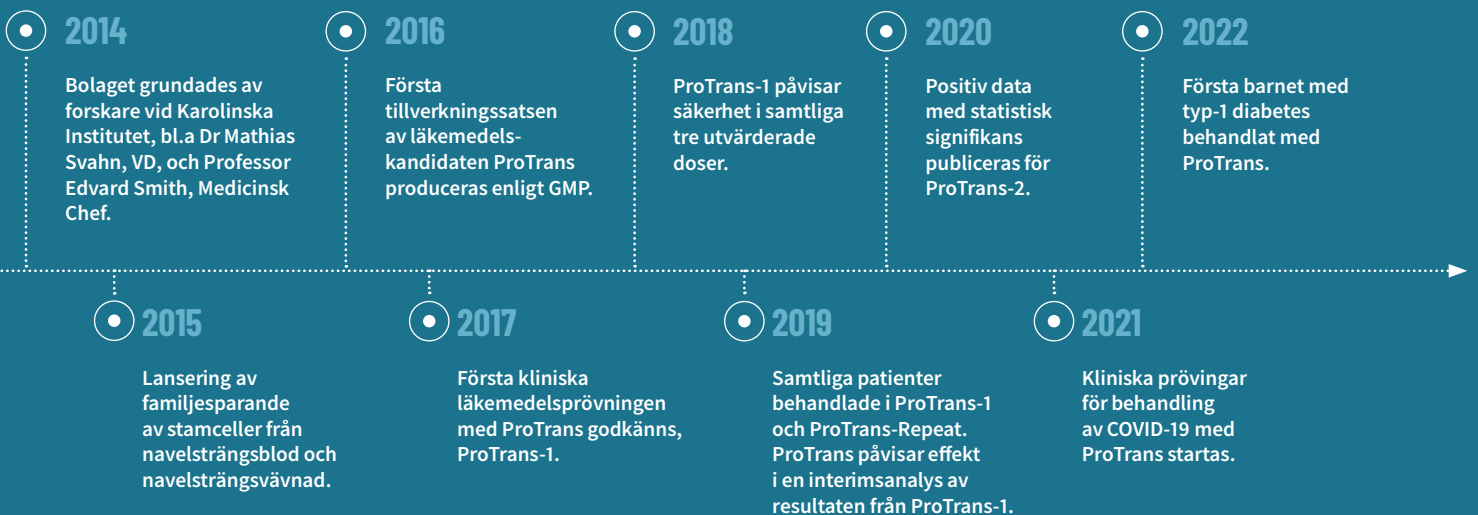 2014
Bolaget grundades av
forskare vid Karolinska
Institutet, bl.a Dr Mathias
Svahn, VD, och Professor
Edvard Smith, Medicinsk
Chef.
2015
Lansering av
familjesparande
av stamceller från
navelsträngsblod och
navelsträngsvävnad.
2016
Första
tillverkningssatsen
av läkemedels-
kandidaten ProTrans
produceras enligt GMP.
2017
Första kliniska
läkemedelsprövningen
med ProTrans godkänns,
ProTrans-1.
2018
ProTrans-1 påvisar
säkerhet i samtliga
tre utvärderade
doser.
2019
Samtliga patienter
behandlade i ProTrans-1
och ProTrans-Repeat.
ProTrans påvisar effekt
i en interimsanalys av
resultaten från ProTrans-1.
2020
Positiv data
med statistisk
signifikans
publiceras för
ProTrans-2.
2021
Kliniska prövingar
för behandling
av COVID-19 med
ProTrans startas.
2022
Första barnet med
typ-1 diabetes
behandlat med
ProTrans.